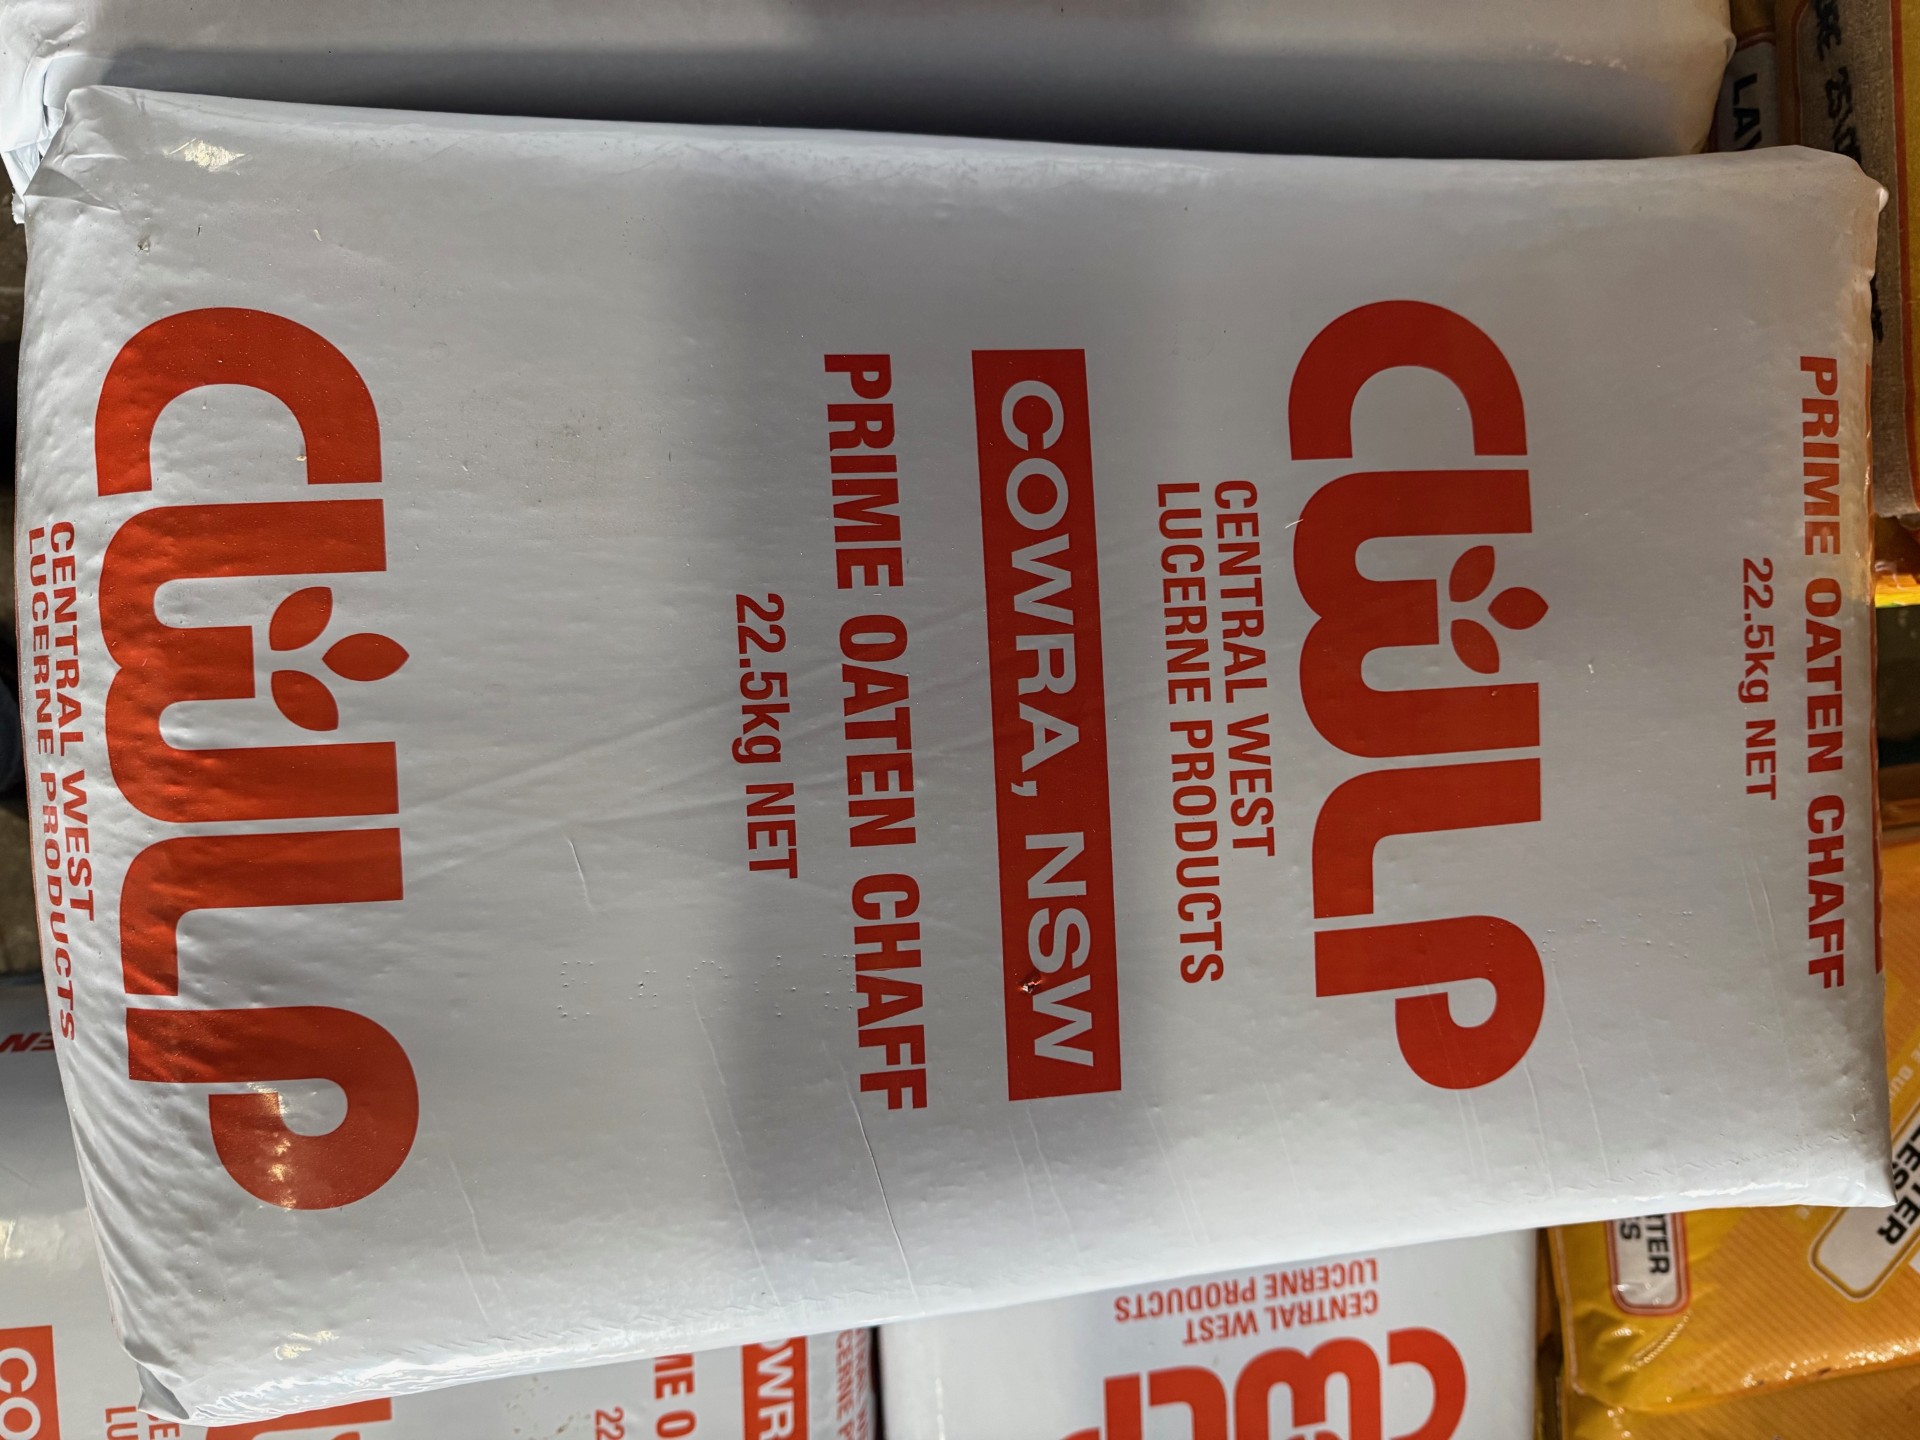 PRIME OATEN CHAFF
22.5kg NET
CWLP
CENTRAL WEST
LUCERNE PRODUCTS
COWRA, NSW
PRIME OATEN CHAFF
22.5kg NET
CWLP
CENTRAL WEST
LUCERNE PRODUCTS
CENTRAL WEST
LUCERNE PRODUCTS